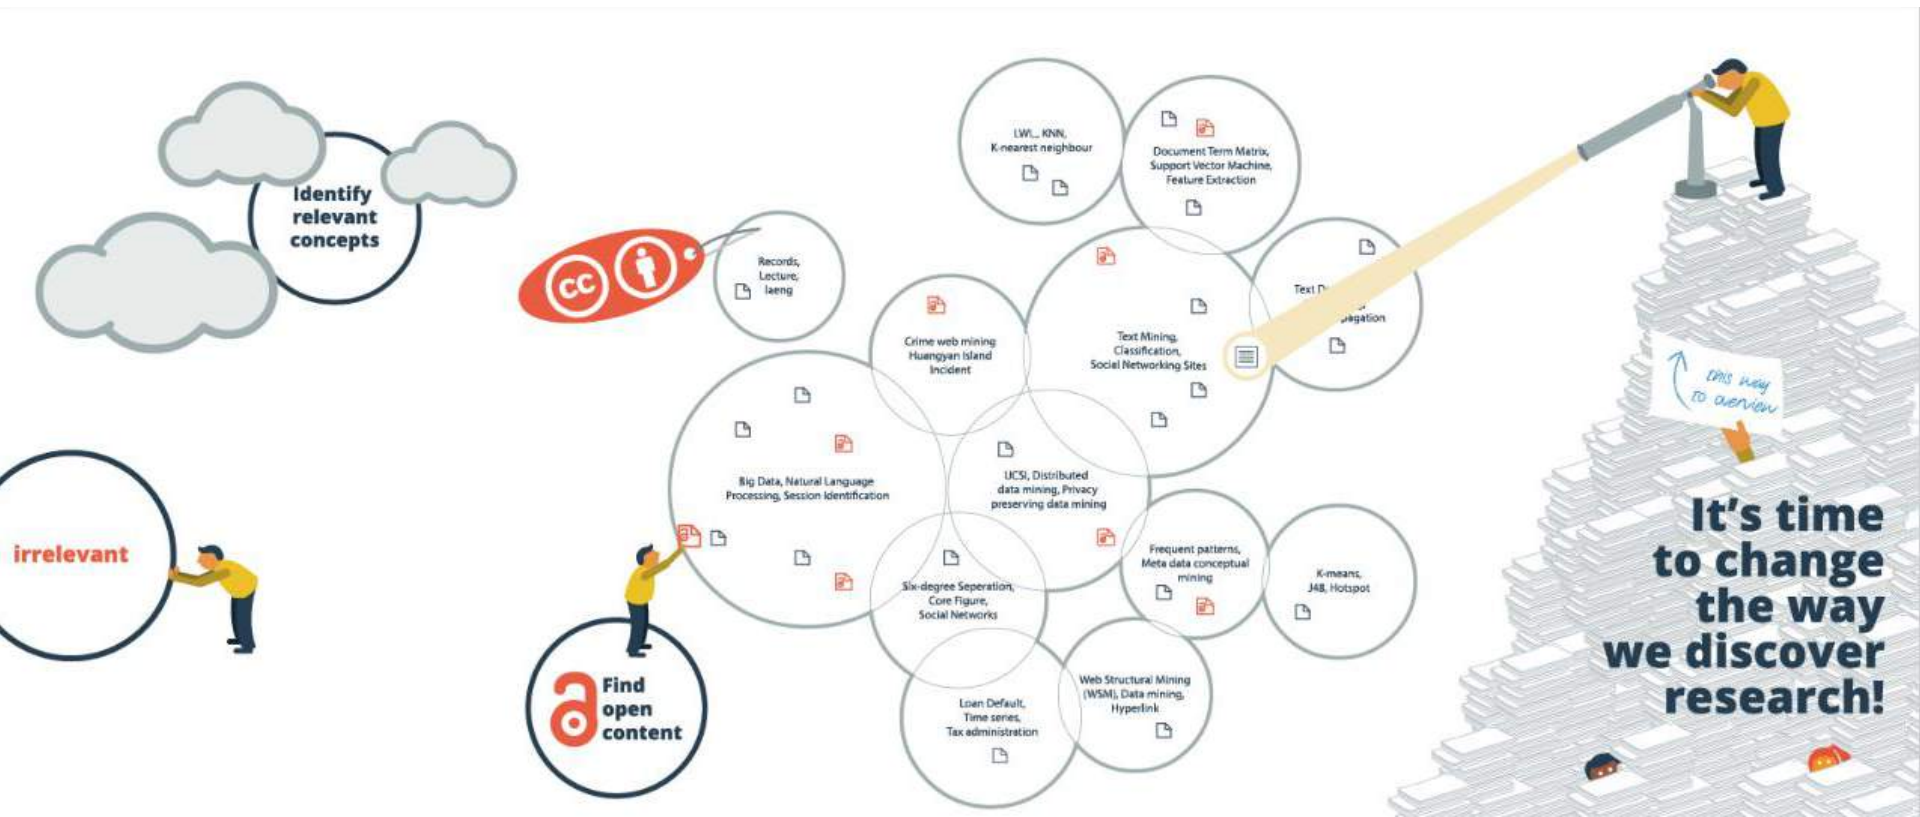 Identify
relevant
concepts
irrelevant
cc
Find
open
content
Records,
Lecture,
laeng
Crime web mining
Huangyan Island
Incident
LWL, KNN,
K-nearest neighbour
Document Term Matrix,
Support Vector Machine,
Feature Extraction
Text Mining,
Classification,
Social Networking Sites
Text
Big Data, Natural Language
Processing, Session Identification
UCSI, Distributed
data mining, Privacy
preserving data mining
Six-degree Seperation,
Core Figure,
Social Networks
Frequent patterns,
Meta data conceptual
mining
K-means,
J48, Hotspot
Loan Default,
Time series,
Tax administration
Web Structural Mining
(WSM), Data mining,
Hyperlink
this way
to overview
It's time
to change
the way
we discover
research!